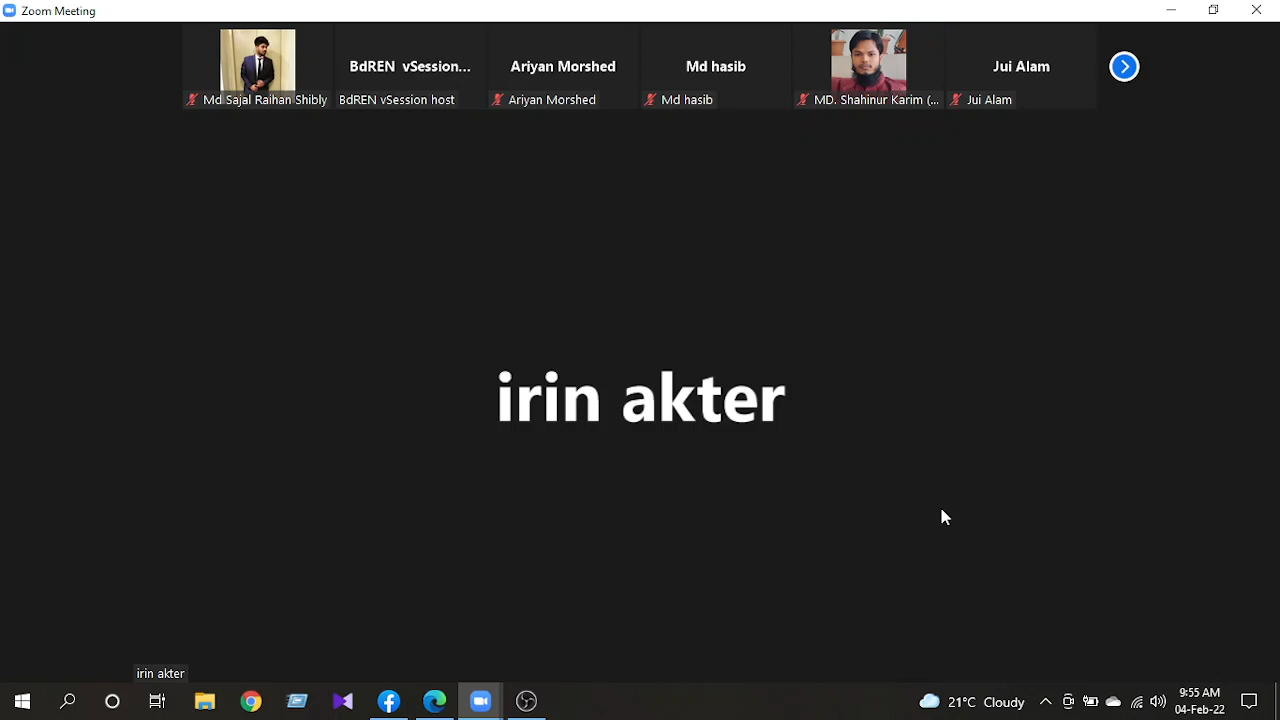 Zoom Meeting
BdREN vSession...
Ariyan Morshed
Md hasib
Jui Alam
Md Sajal Raihan Shibly
BdREN vSession host
Ariyan Morshed
Md hasib
MD. Shahinur Karim (...
Jui Alam
irin akter
irin akter
21°C Cloudy
9:55 AM
04-Feb-22